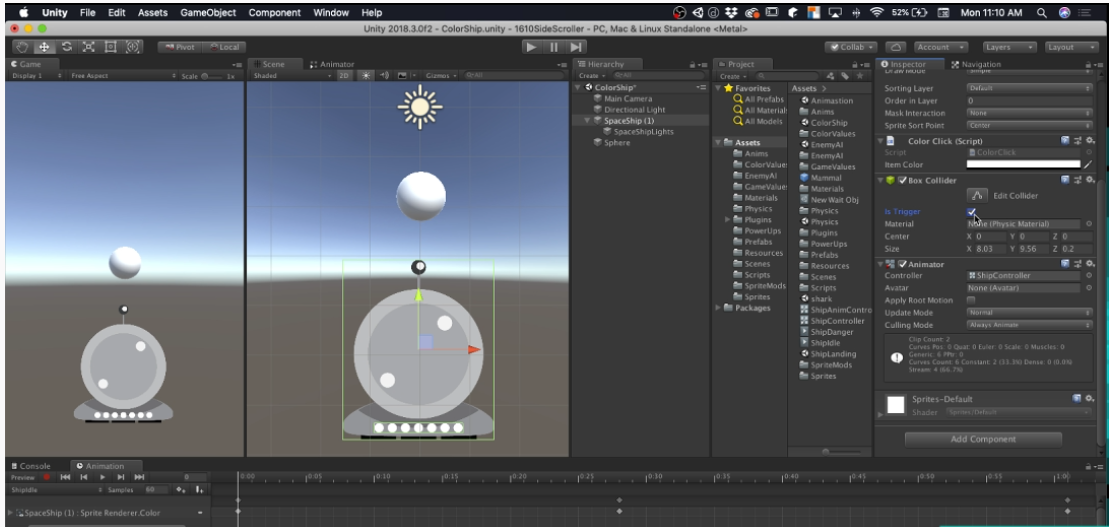 Unity File Edit Assets GameObject Component Window Help 52% Mon 11:10 AM
Unity 2018.3.0f2 - ColorShip.unity - 1610SideScroller - PC, Mac & Linux Standalone <Metal>
Pivot Local Collab Account Layers Layout
Game
Display 1 Free Aspect Scale 1x
Scene Animator
Shaded 2D Gizmos All
Hierarchy
Create All
ColorShip*
Main Camera
Directional Light
SpaceShip (1)
SpaceShipLights
Sphere
Project
Create
Favorites
All Prefabs
All Material
All Models
Assets
Anims
ColorValue
EnemyAI
GameValue
Materials
Physics
Plugins
PowerUps
Prefabs
Resources
Scenes
Scripts
SpriteMods
Sprites
Packages
Assets >
Animastion
Anims
ColorShip
ColorValues
EnemyAI
EnemyAI
GameValues
Mammal
Materials
New Wait Obj
Physics
Physics
Plugins
PowerUps
Prefabs
Resources
Scenes
Scripts
shark
ShipAnimContro
ShipController
ShipDanger
ShipIdle
ShipLanding
SpriteMods
Sprites
Inspector Navigation
Draw Mode Simple
Sorting Layer Default
Order in Layer 0
Mask Interaction None
Sprite Sort Point Center
Color Click (Script)
Script ColorClick
Item Color
Box Collider
Edit Collider
Is Trigger
Material None (Physic Material)
Center X 0 Y 0 Z 0
Size X 8.03 Y 9.56 Z 0.2
Animator
Controller ShipController
Avatar None (Avatar)
Apply Root Motion
Update Mode Normal
Culling Mode Always Animate
Clip Count: 2
Curves Pos: 0 Quat: 0 Euler: 0 Scale: 0 Muscles: 0
Generic: 6 PPtr: 0
Curves Count: 6 Constant: 2 (33.3%) Dense: 0 (0.0%)
Stream: 4 (66.7%)
Sprites-Default
Shader Sprites/Default
Add Component
Console Animation
Preview 0 0:00 0:05 0:10 0:15 0:20 0:25 0:30 0:35 0:40 0:45 0:50 0:55 1:00
ShipIdle Samples 60
SpaceShip (1) : Sprite Renderer.Color